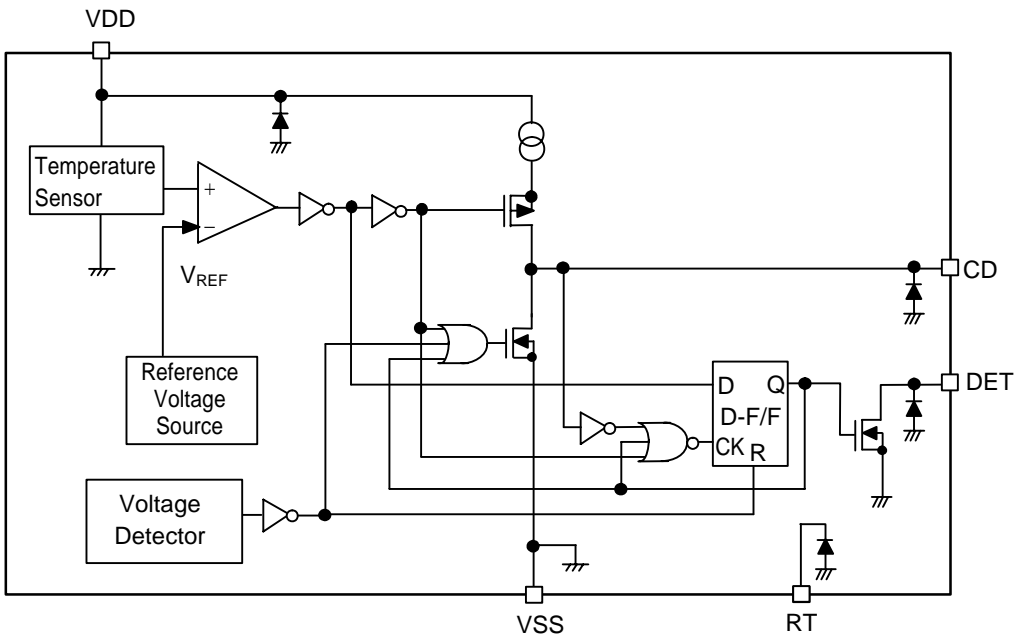 VDD
Temperature
Sensor
+
−
VREF
CD
Reference
Voltage
Source
D Q
D-F/F
CK R
DET
Voltage
Detector
VSS
RT